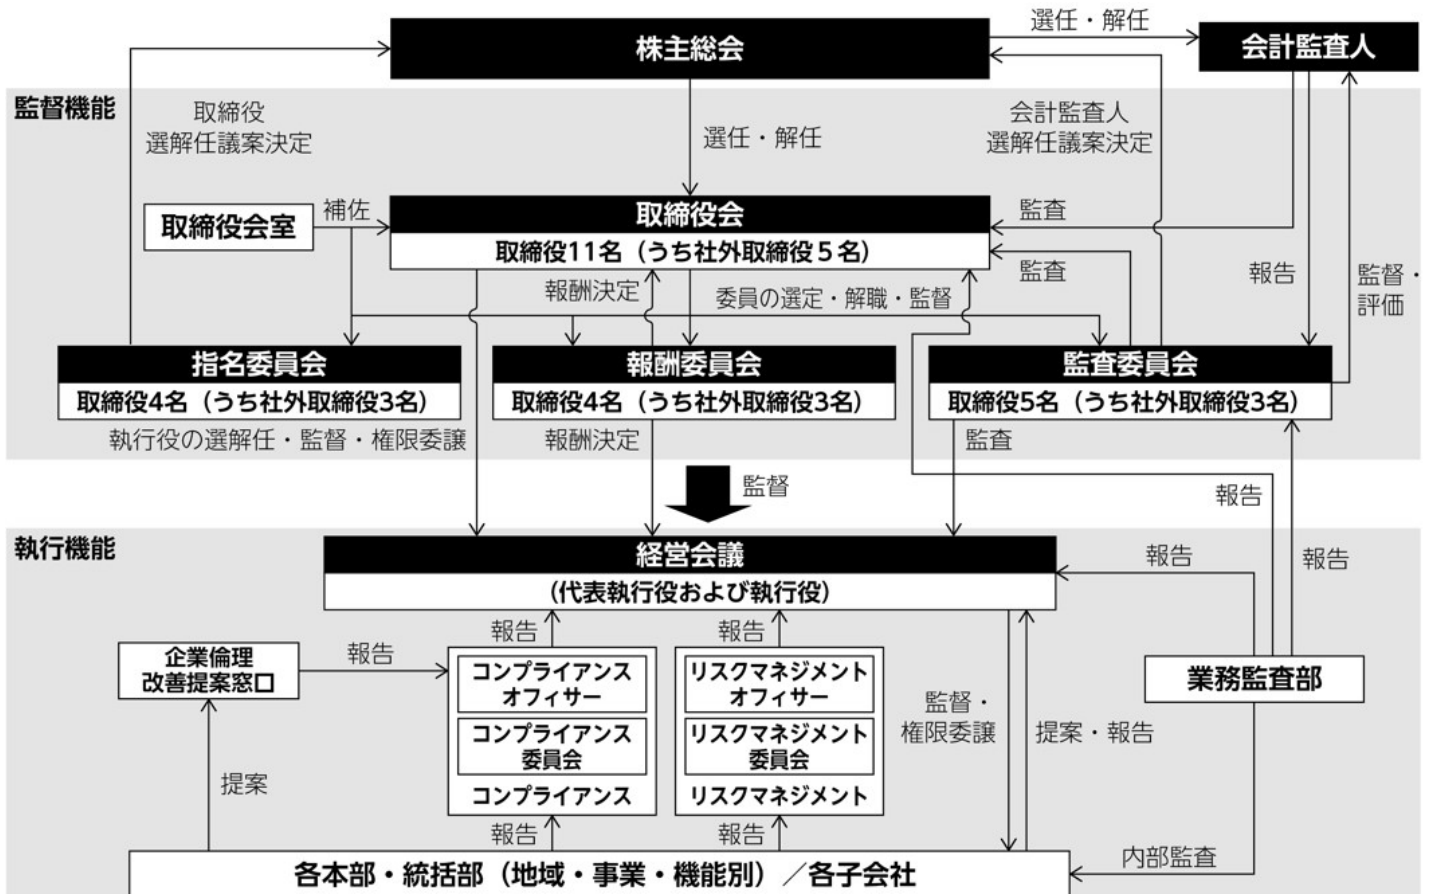 選任・解任
株主総会
会計監査人
監督機能
取締役
選解任議案決定
選任・解任
会計監査人
選解任議案決定
取締役会室
補佐
取締役会
取締役11名（うち社外取締役５名）
監査
監査
報告
監督・
評価
報酬決定
委員の選定・解職・監督
指名委員会
取締役4名（うち社外取締役3名）
報酬委員会
取締役4名（うち社外取締役3名）
監査委員会
取締役5名（うち社外取締役3名）
執行役の選解任・監督・権限委譲
報酬決定
監査
監督
報告
執行機能
経営会議
（代表執行役および執行役）
報告
報告
企業倫理
改善提案窓口
報告
報告
報告
コンプライアンス
オフィサー
コンプライアンス
委員会
コンプライアンス
リスクマネジメント
オフィサー
リスクマネジメント
委員会
リスクマネジメント
監督・
権限委譲
提案・報告
業務監査部
提案
報告
報告
内部監査
各本部・統括部（地域・事業・機能別）／各子会社